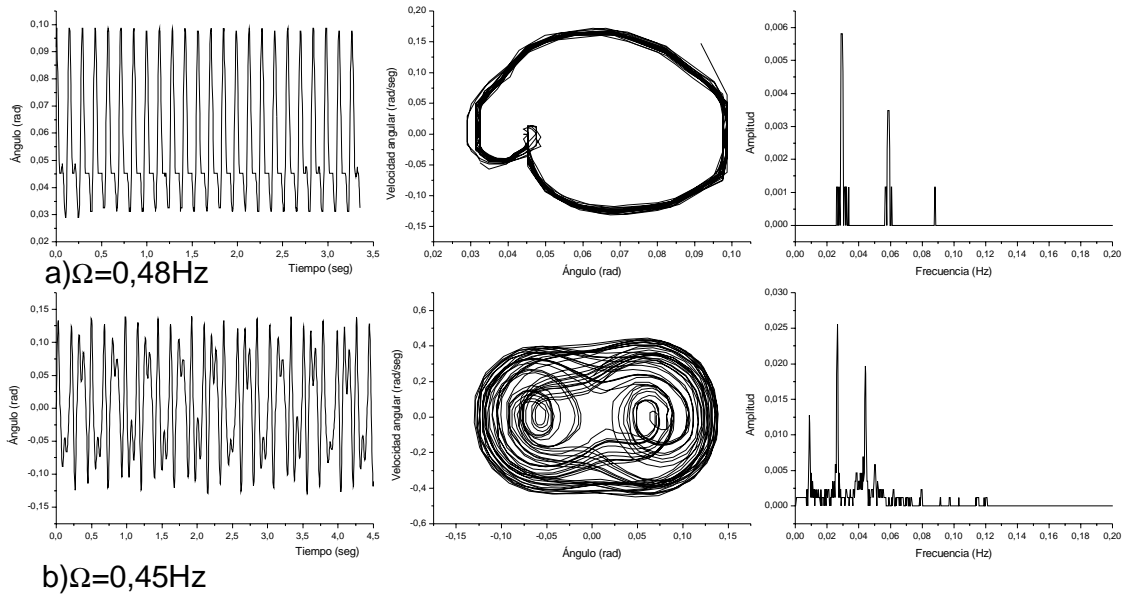 0,10
0,09
0,08
0,07
0,06
0,05
0,04
0,03
0,02
Ángulo (rad)
0,0 0,5 1,0 1,5 2,0 2,5 3,0 3,5
Tiempo (seg)
0,20
0,15
0,10
0,05
0,00
-0,05
-0,10
-0,15
Velocidad angular (rad/seg)
0,02 0,03 0,04 0,05 0,06 0,07 0,08 0,09 0,10
Ángulo (rad)
0,006
0,005
0,004
0,003
0,002
0,001
0,000
Amplitud
0,00 0,02 0,04 0,06 0,08 0,10 0,12 0,14 0,16 0,18 0,20
Frecuencia (Hz)
a)Ω=0,48Hz
0,15
0,10
0,05
0,00
-0,05
-0,10
-0,15
Ángulo (rad)
0,0 0,5 1,0 1,5 2,0 2,5 3,0 3,5 4,0 4,5
Tiempo (seg)
0,6
0,4
0,2
0,0
-0,2
-0,4
-0,6
Velocidad angular (rad/seg)
-0,15 -0,10 -0,05 0,00 0,05 0,10 0,15
Ángulo (rad)
0,030
0,025
0,020
0,015
0,010
0,005
0,000
Amplitud
0,00 0,02 0,04 0,06 0,08 0,10 0,12 0,14 0,16 0,18 0,20
Frecuencia (Hz)
b)Ω=0,45Hz